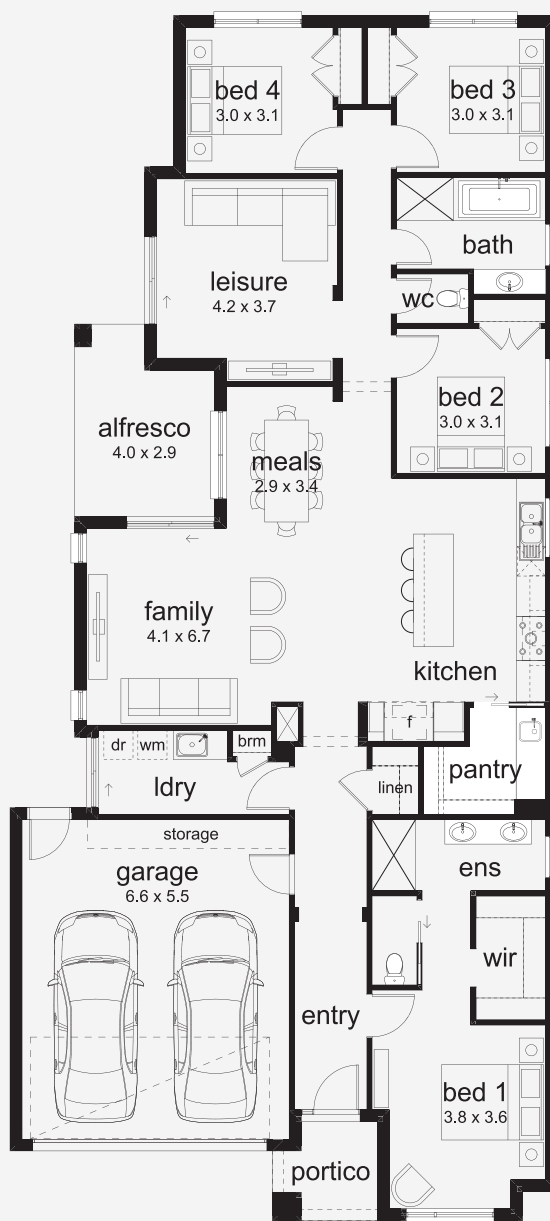 bed 4
3.0 x 3.1
bed 3
3.0 x 3.1
bath
leisure
4.2 x 3.7
wc
bed 2
3.0 x 3.1
alfresco
4.0 x 2.9
meals
2.9 x 3.4
family
4.1 x 6.7
kitchen
f
dr
wm
brm
ldry
linen
pantry
storage
garage
6.6 x 5.5
ens
wir
entry
bed 1
3.8 x 3.6
portico